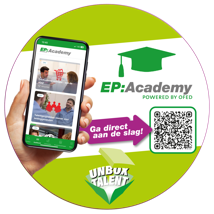 EP:Academy
EP:Academy
POWERED BY OFED
Ga direct
aan de slag!
UNBOX
TALENT